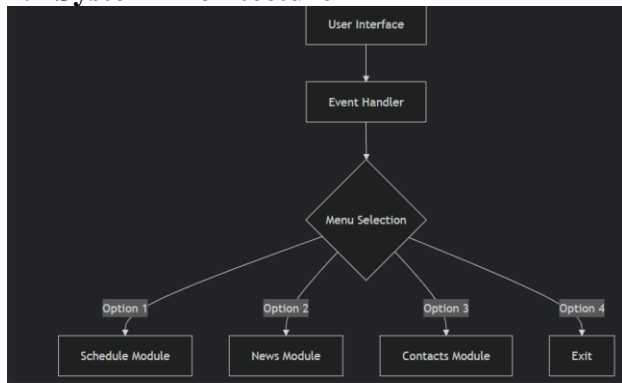 User Interface
Event Handler
Menu Selection
Option 1 Option 2 Option 3 Option 4
Schedule Module News Module Contacts Module Exit